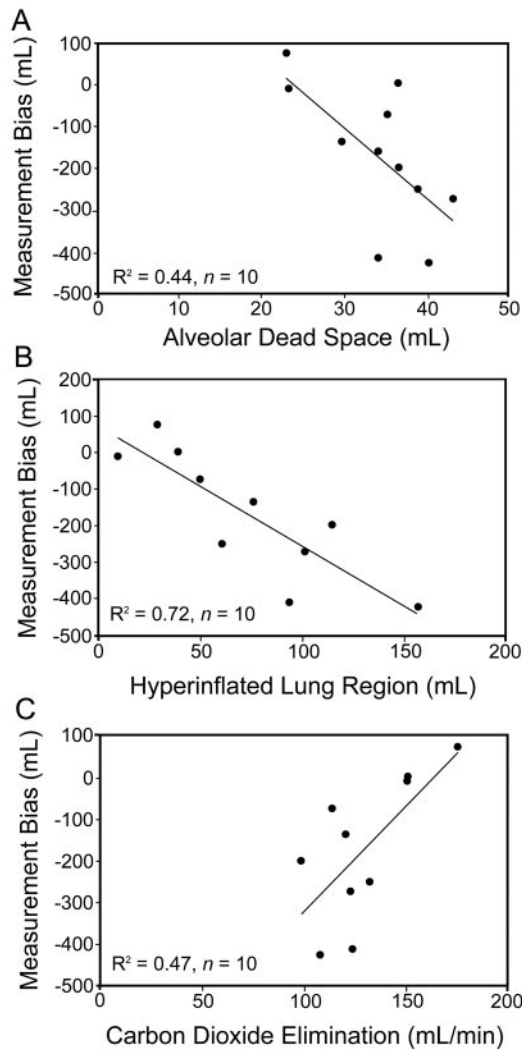 A
Measurement Bias (mL)
100
0
-100
-200
-300
-400
-500
R² = 0.44, n = 10
0 10 20 30 40 50
Alveolar Dead Space (mL)
B
Measurement Bias (mL)
200
100
0
-100
-200
-300
-400
-500
R² = 0.72, n = 10
0 50 100 150 200
Hyperinflated Lung Region (mL)
C
Measurement Bias (mL)
100
0
-100
-200
-300
-400
-500
R² = 0.47, n = 10
0 50 100 150 200
Carbon Dioxide Elimination (mL/min)